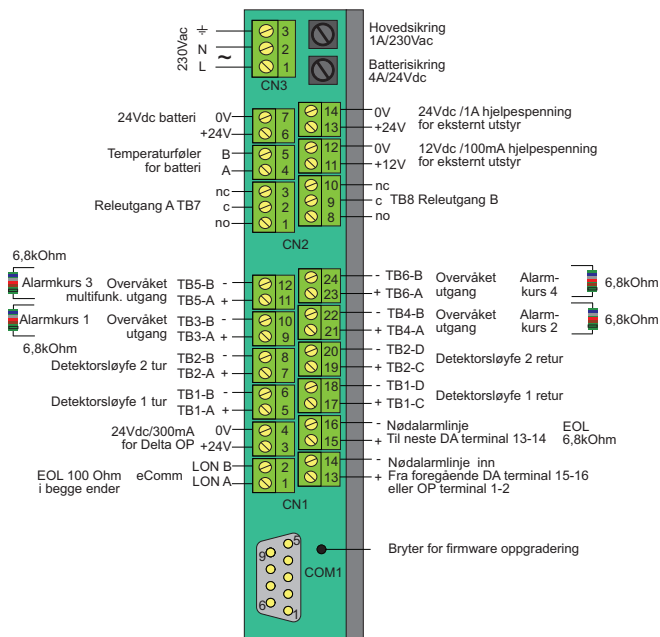 230Vac
N
L
~
3
2
1
CN3
Hovedsikring
1A/230Vac
Batterisikring
4A/24Vdc
24Vdc batteri
0V
+24V
7
6
Temperaturføler
for batteri
B
A
5
4
Releutgang A TB7
nc
c
no
3
2
1
14
13
0V
+24V
24Vdc /1A hjelpespenning
for eksternt utstyr
12
11
0V
+12V
12Vdc /100mA hjelpespenning
for eksternt utstyr
10
9
8
nc
c
no
TB8 Releutgang B
CN2
6,8kOhm
Alarmkurs 3
Overvåket
multifunk. utgang
TB5-B -
TB5-A +
12
11
Alarmkurs 1
6,8kOhm
Overvåket
utgang
TB3-B -
TB3-A +
10
9
Detektorsløyfe 2 tur
TB2-B -
TB2-A +
8
7
Detektorsløyfe 1 tur
TB1-B -
TB1-A +
6
5
24Vdc/300mA
for Delta OP
0V
+24V
4
3
EOL 100 Ohm
i begge ender
eComm
LON B
LON A
2
1
24
23
- TB6-B
+ TB6-A
Overvåket
utgang
Alarm-
kurs 4
6,8kOhm
22
21
- TB4-B
+ TB4-A
Overvåket
utgang
Alarm-
kurs 2
6,8kOhm
20
19
- TB2-D
+ TB2-C
Detektorsløyfe 2 retur
18
17
- TB1-D
+ TB1-C
Detektorsløyfe 1 retur
16
15
- Nødalarmlinje
+ Til neste DA terminal 13-14
EOL
6,8kOhm
14
13
- Nødalarmlinje inn
+ Fra foregående DA terminal 15-16
eller OP terminal 1-2
CN1
5
9
6
1
COM1
Bryter for firmware oppgradering